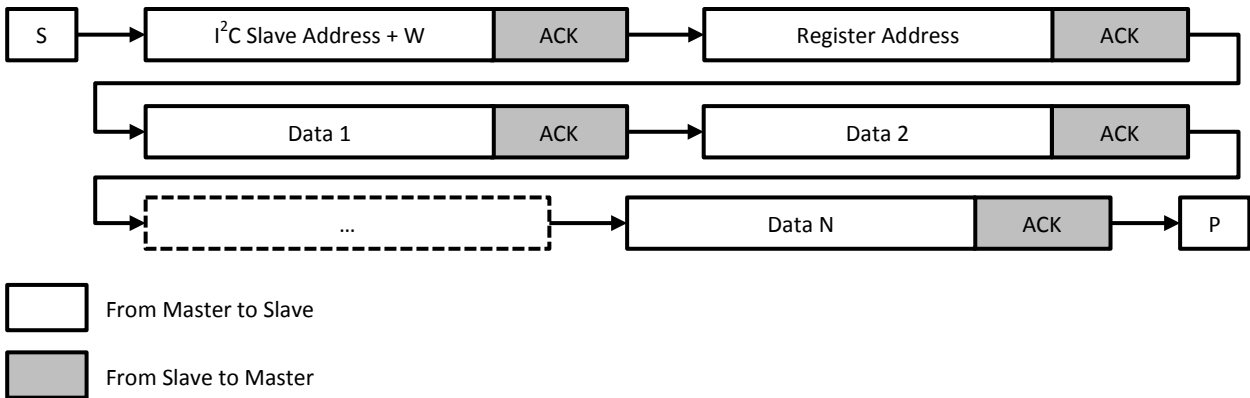 S I²C Slave Address + W ACK Register Address ACK
Data 1 ACK Data 2 ACK
... Data N ACK P
From Master to Slave
From Slave to Master